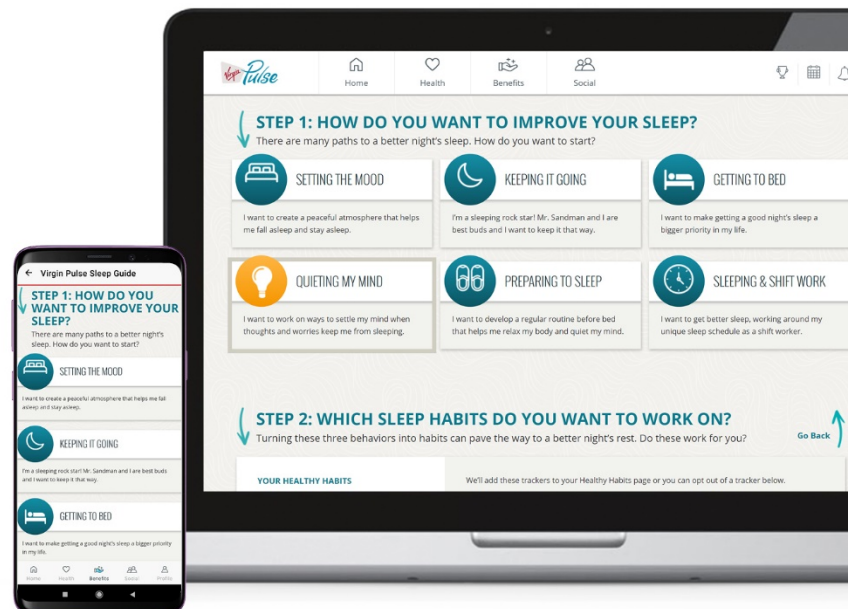 Virgin Pulse
Home
Health
Benefits
Social
STEP 1: HOW DO YOU WANT TO IMPROVE YOUR SLEEP?
There are many paths to a better night's sleep. How do you want to start?
SETTING THE MOOD
I want to create a peaceful atmosphere that helps
me fall asleep and stay asleep.
KEEPING IT GOING
I'm a sleeping rock star! Mr. Sandman and I are
best buds and I want to keep it that way.
GETTING TO BED
I want to make getting a good night's sleep a
bigger priority in my life.
QUIETING MY MIND
I want to work on ways to settle my mind when
thoughts and worries keep me from sleeping.
PREPARING TO SLEEP
I want to develop a regular routine before bed
that helps me relax my body and quiet my mind.
SLEEPING & SHIFT WORK
I want to get better sleep, working around my
unique sleep schedule as a shift worker.
STEP 2: WHICH SLEEP HABITS DO YOU WANT TO WORK ON?
Turning these three behaviors into habits can pave the way to a better night's rest. Do these work for you?
Go Back
YOUR HEALTHY HABITS
We'll add these trackers to your Healthy Habits page or you can opt out of a tracker below.
Virgin Pulse Sleep Guide
STEP 1: HOW DO YOU
WANT TO IMPROVE YOUR
SLEEP?
There are many paths to a better night's
sleep. How do you want to start?
SETTING THE MOOD
I want to create a peaceful atmosphere that helps me fall
asleep and stay asleep.
KEEPING IT GOING
I'm a sleeping rock star! Mr. Sandman and I are best buds
and I want to keep it that way.
GETTING TO BED
I want to make getting a good night's sleep a bigger priority
in my life.
Home
Health
Benefits
Social
Profile